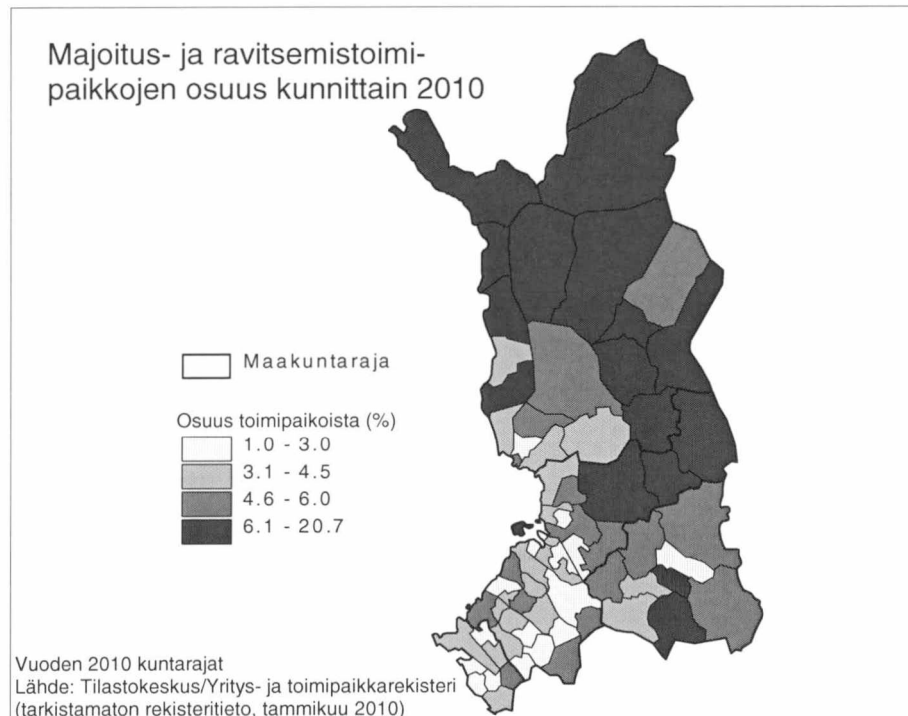 Majoitus- ja ravitsemistoimi-
paikkojen osuus kunnittain 2010
Maakuntaraja
Osuus toimipaikoista (%)
1.0 - 3.0
3.1 - 4.5
4.6 - 6.0
6.1 - 20.7
Vuoden 2010 kuntarajat
Lähde: Tilastokeskus/Yritys- ja toimipaikkarekisteri
(tarkistamaton rekisteritieto, tammikuu 2010)